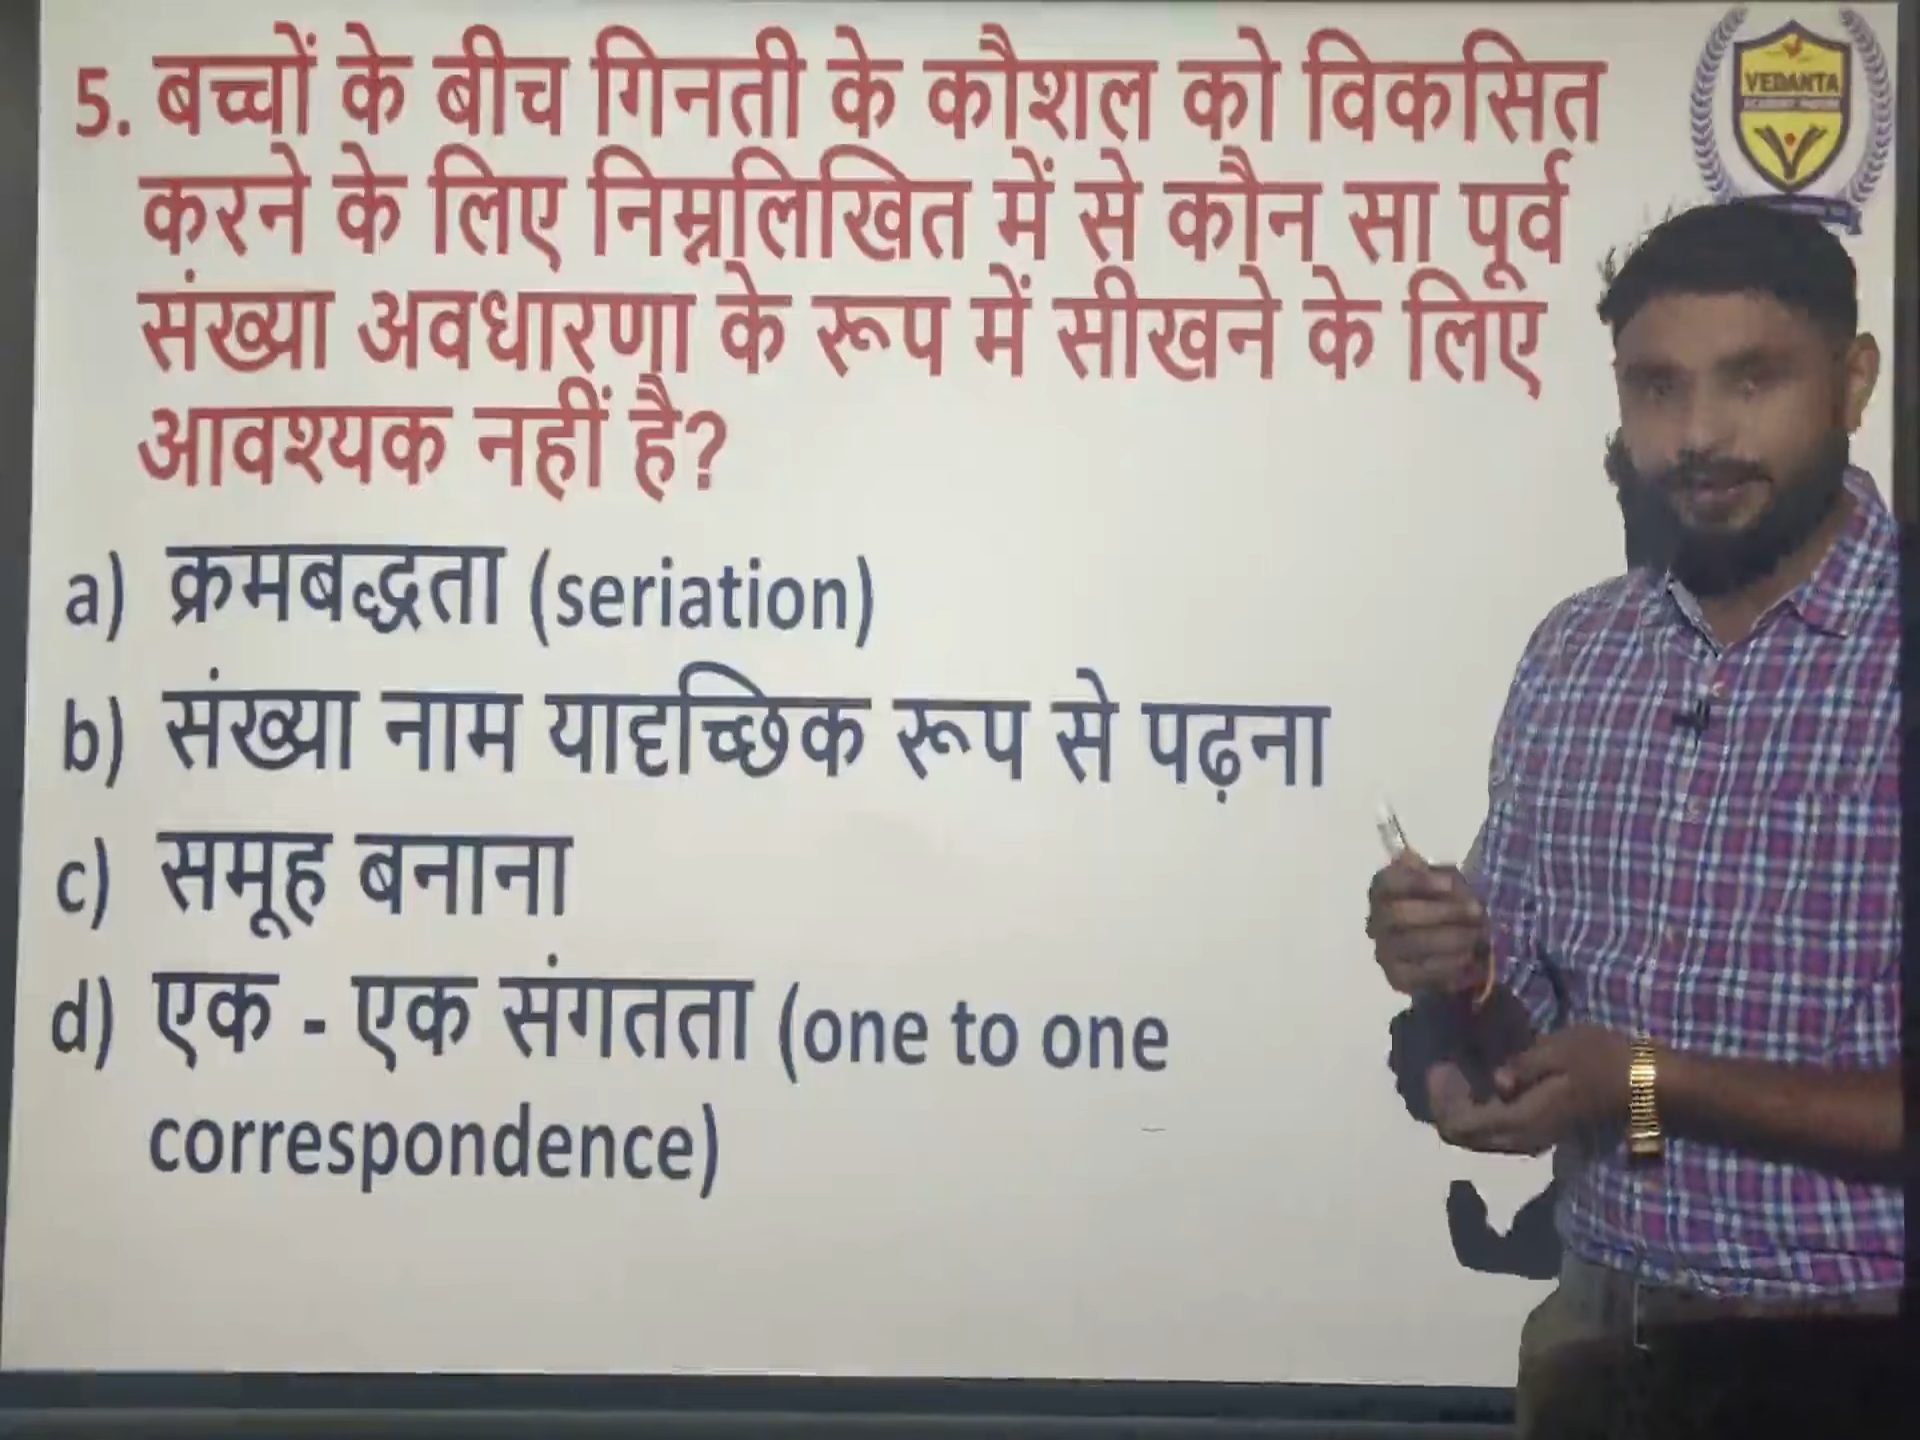 5. बच्चों के बीच गिनती के कौशल को विकसित
करने के लिए निम्नलिखित में से कौन सा पूर्व
संख्या अवधारणा के रूप में सीखने के लिए
आवश्यक नहीं है?
a) क्रमबद्धता (seriation)
b) संख्या नाम यादृच्छिक रूप से पढ़ना
c) समूह बनाना
d) एक - एक संगतता (one to one
correspondence)
VEDANTA